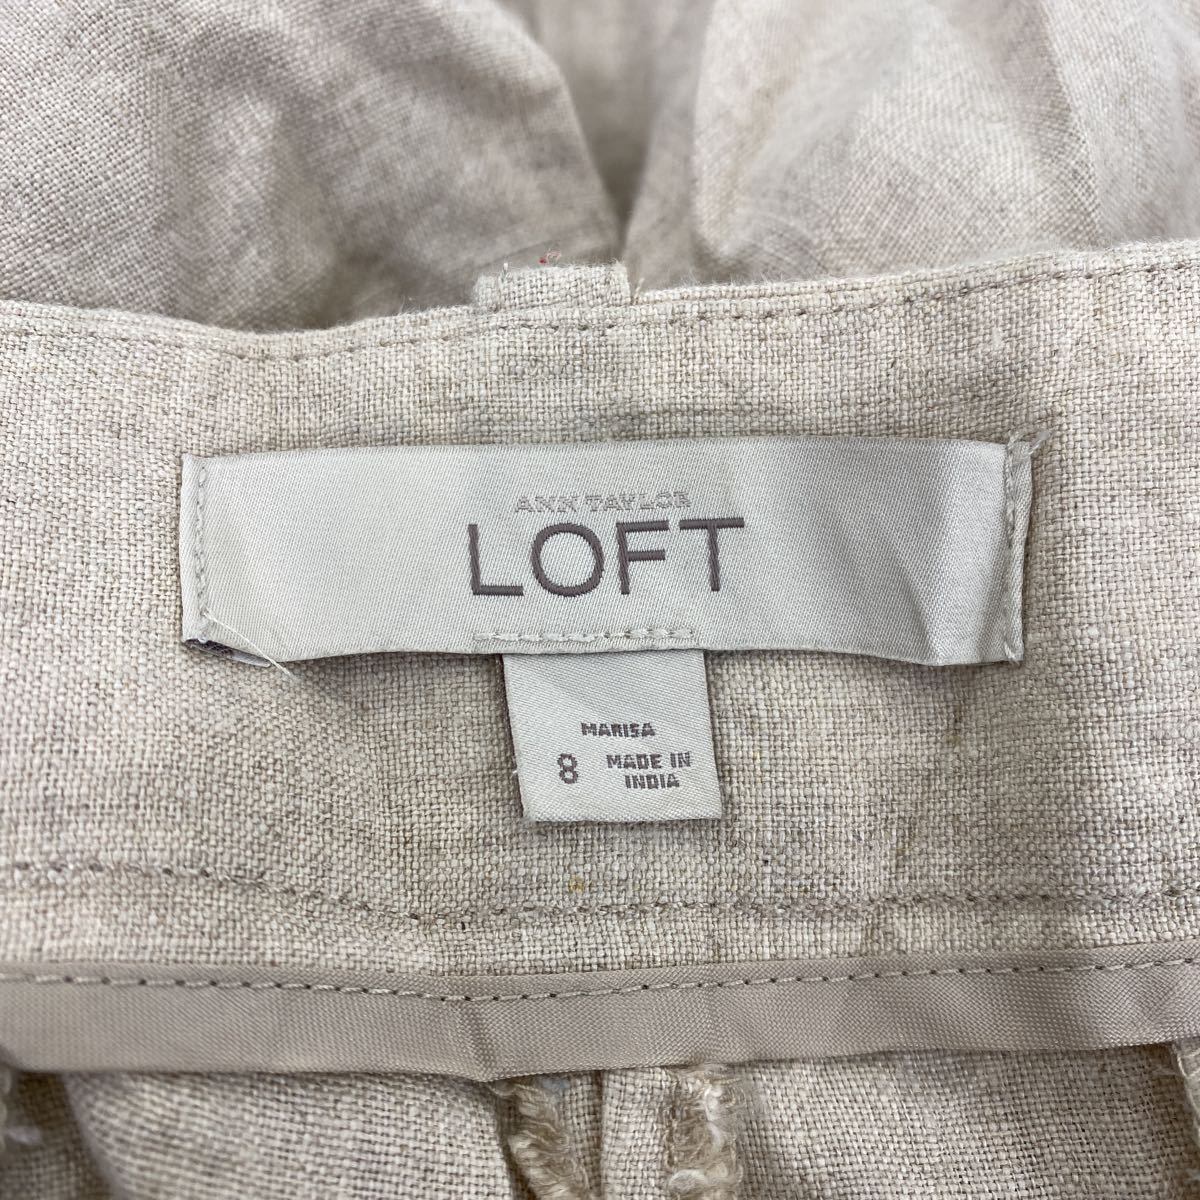 ANN TAYLOR
LOFT
MARISA
8 MADE IN
INDIA